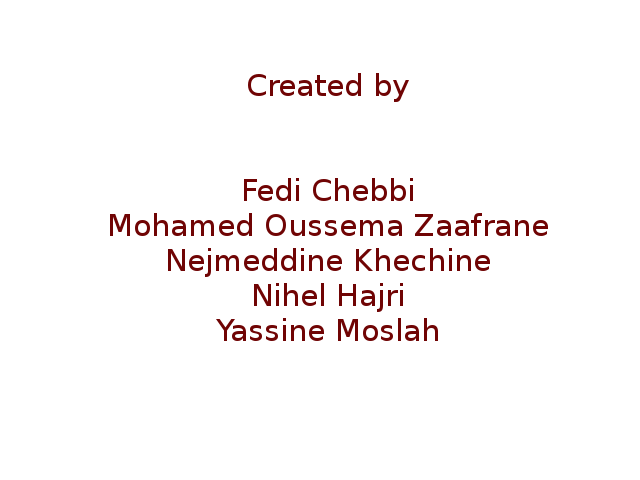 Created by
Fedi Chebbi
Mohamed Oussema Zaafrane
Nejmeddine Khechine
Nihel Hajri
Yassine Moslah